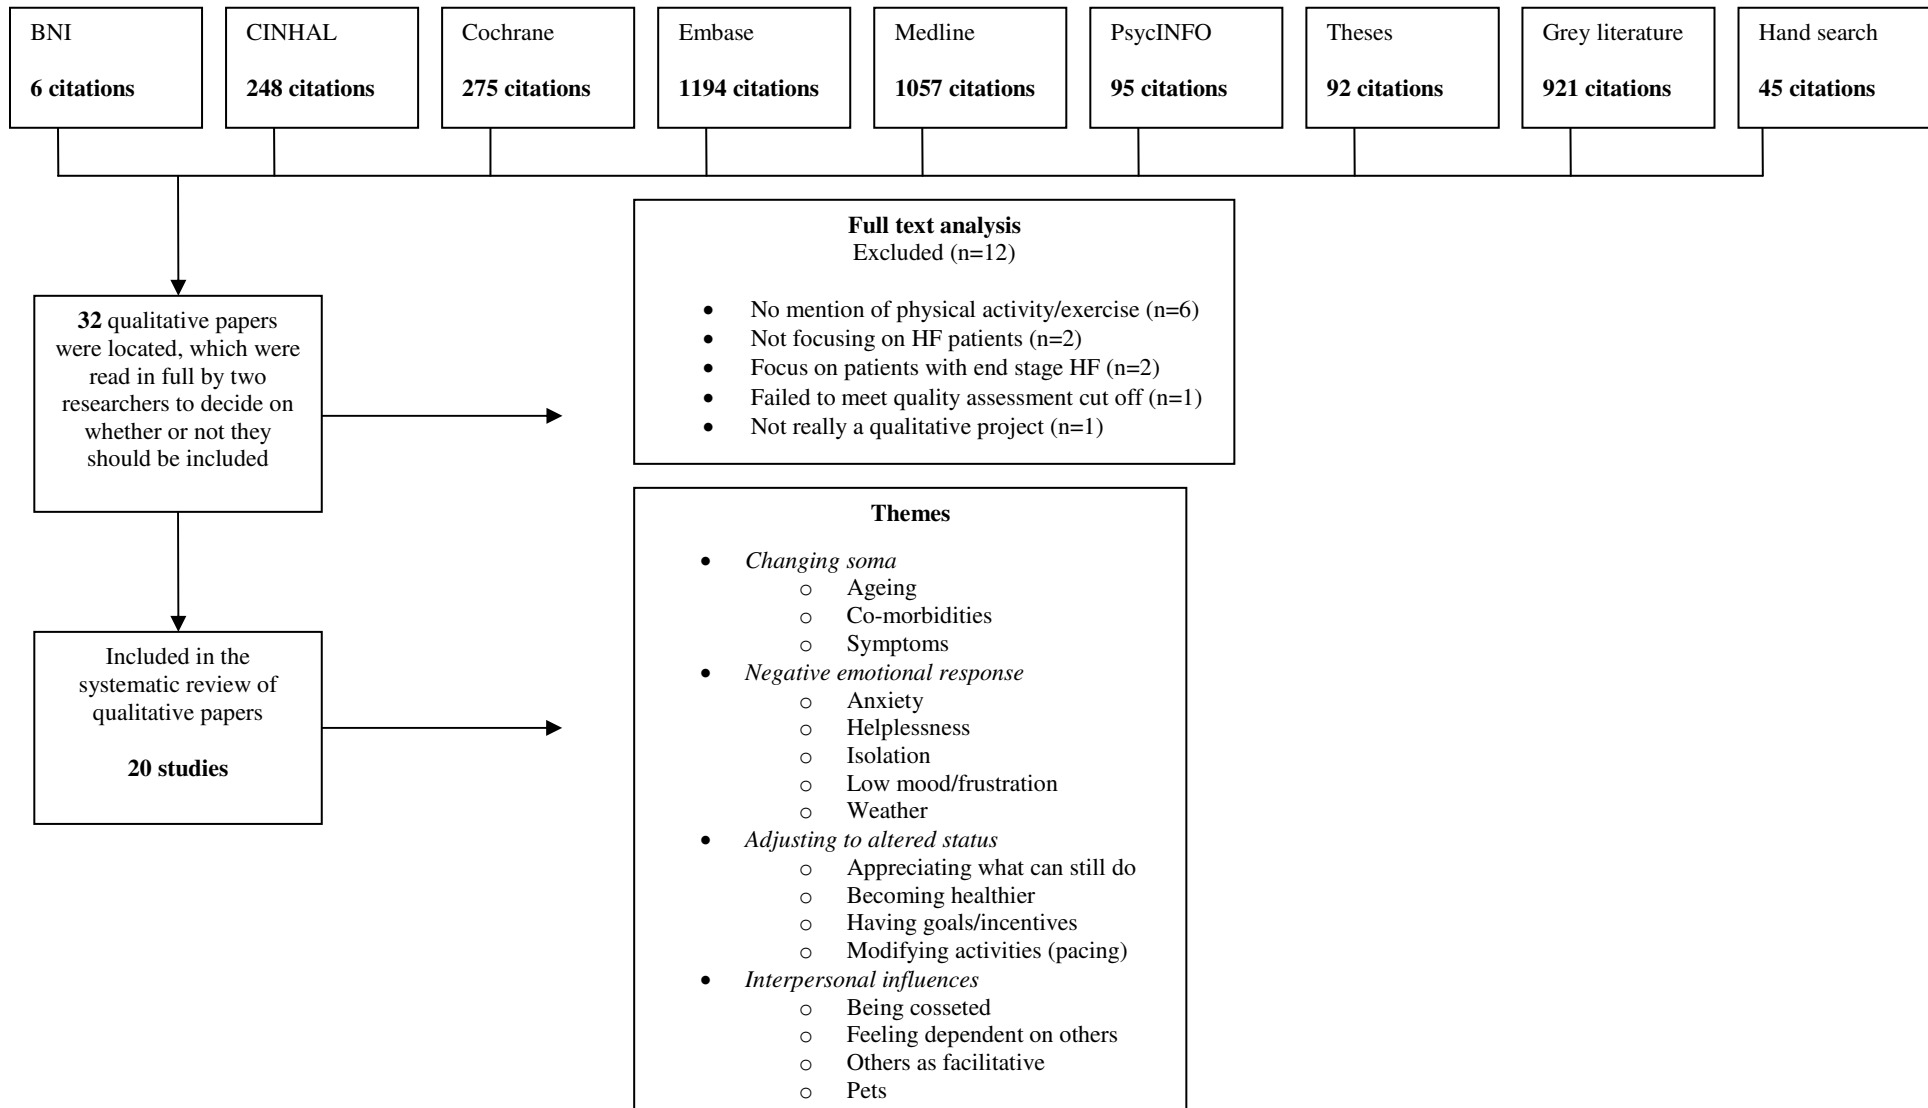 BNI
6 citations
CINHAL
248 citations
Cochrane
275 citations
Embase
1194 citations
Medline
1057 citations
PsycINFO
95 citations
Theses
92 citations
Grey literature
921 citations
Hand search
45 citations
32 qualitative papers
were located, which were
read in full by two
researchers to decide on
whether or not they
should be included
Full text analysis
Excluded (n=12)
• No mention of physical activity/exercise (n=6)
• Not focusing on HF patients (n=2)
• Focus on patients with end stage HF (n=2)
• Failed to meet quality assessment cut off (n=1)
• Not really a qualitative project (n=1)
Included in the
systematic review of
qualitative papers
20 studies
Themes
• Changing soma
o Ageing
o Co-morbidities
o Symptoms
• Negative emotional response
o Anxiety
o Helplessness
o Isolation
o Low mood/frustration
o Weather
• Adjusting to altered status
o Appreciating what can still do
o Becoming healthier
o Having goals/incentives
o Modifying activities (pacing)
• Interpersonal influences
o Being cosseted
o Feeling dependent on others
o Others as facilitative
o Pets